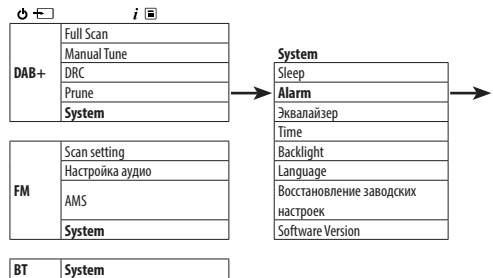 i
Full Scan
Manual Tune
DAB+
DRC
Prune
System
Scan setting
Настройка аудио
FM
AMS
System
BT
System
System
Sleep
Alarm
Эквалайзер
Time
Backlight
Language
Восстановление заводских
настроек
Software Version